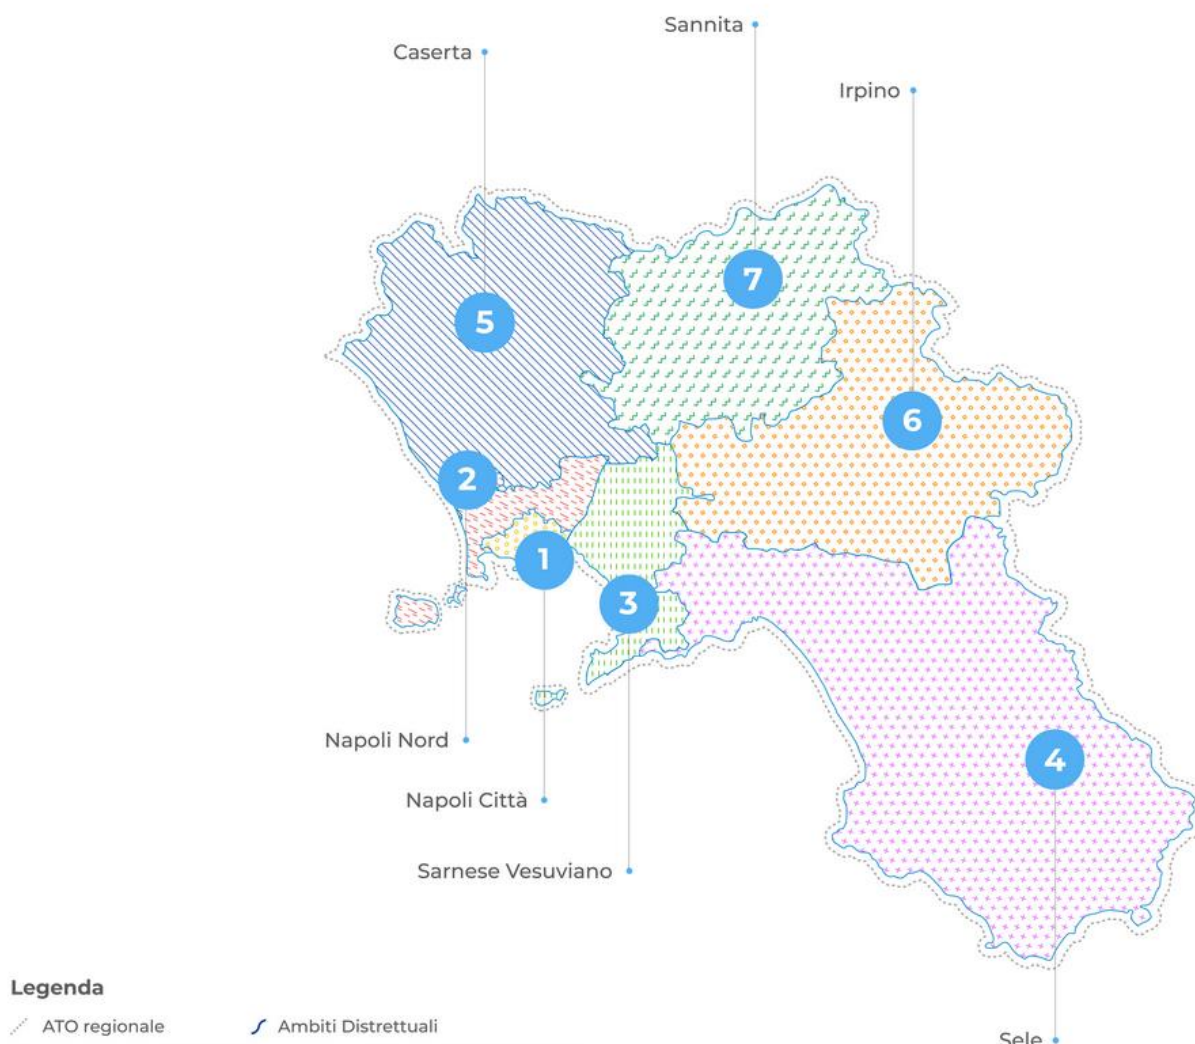 Sannita
Caserta
Irpino
7
5
6
2
1
3
Napoli Nord
4
Napoli Città
Sarnese Vesuviano
Legenda
ATO regionale
Ambiti Distrettuali
Sele